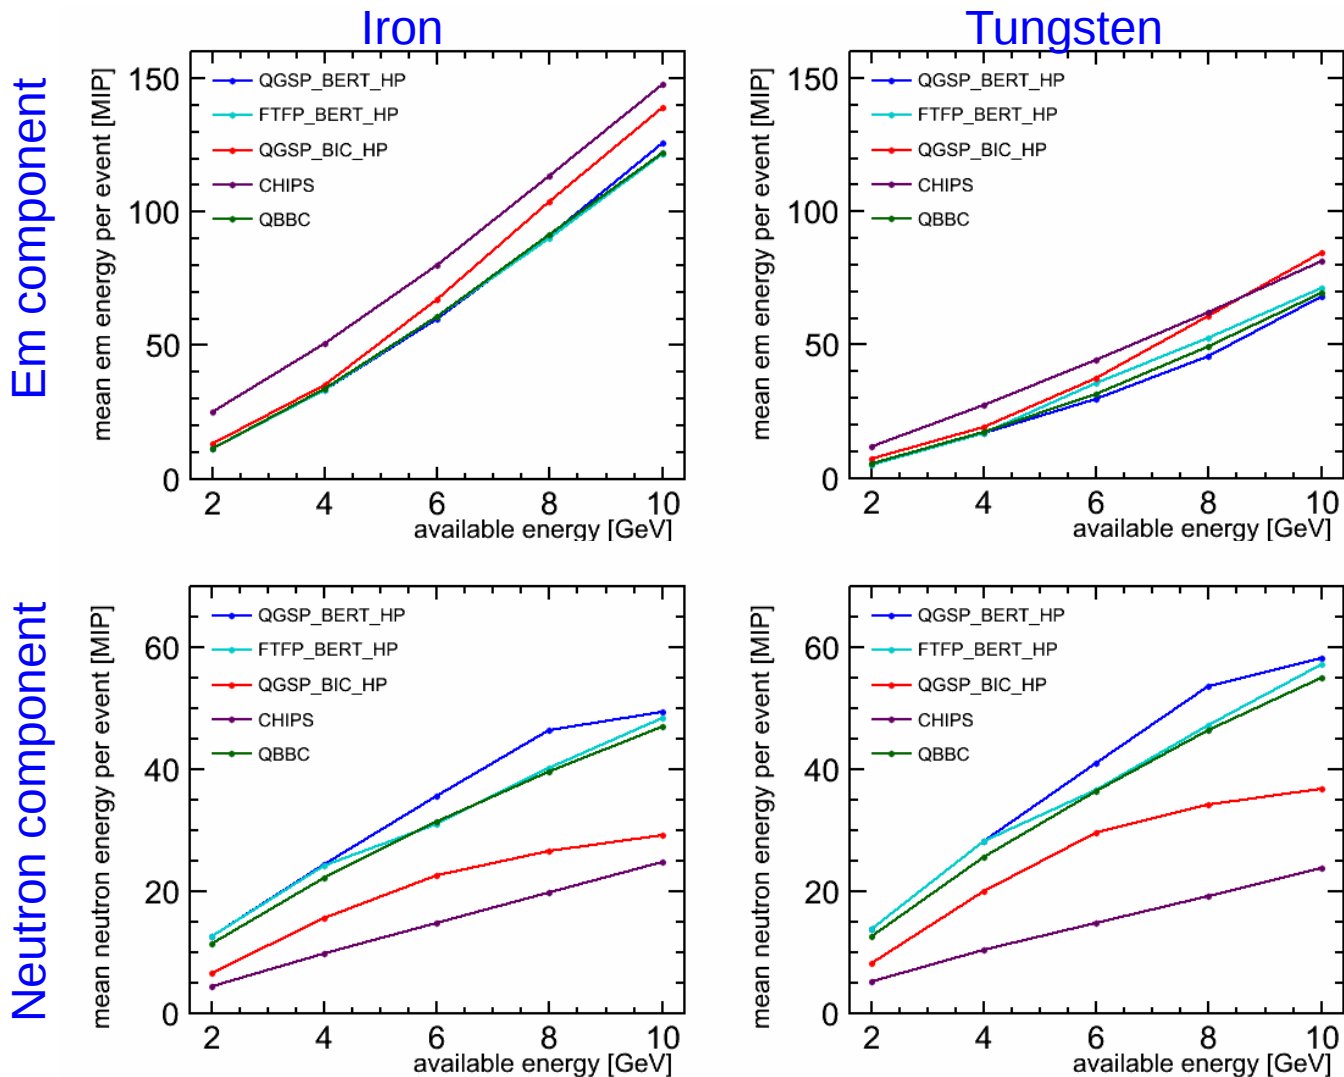 Iron
Tungsten
Em component
mean em energy per event [MIP]
150
100
50
0
QGSP_BERT_HP
FTFP_BERT_HP
QGSP_BIC_HP
CHIPS
QBBC
2 4 6 8 10
available energy [GeV]
mean em energy per event [MIP]
150
100
50
0
QGSP_BERT_HP
FTFP_BERT_HP
QGSP_BIC_HP
CHIPS
QBBC
2 4 6 8 10
available energy [GeV]
Neutron component
mean neutron energy per event [MIP]
60
40
20
0
QGSP_BERT_HP
FTFP_BERT_HP
QGSP_BIC_HP
CHIPS
QBBC
2 4 6 8 10
available energy [GeV]
mean neutron energy per event [MIP]
60
40
20
0
QGSP_BERT_HP
FTFP_BERT_HP
QGSP_BIC_HP
CHIPS
QBBC
2 4 6 8 10
available energy [GeV]